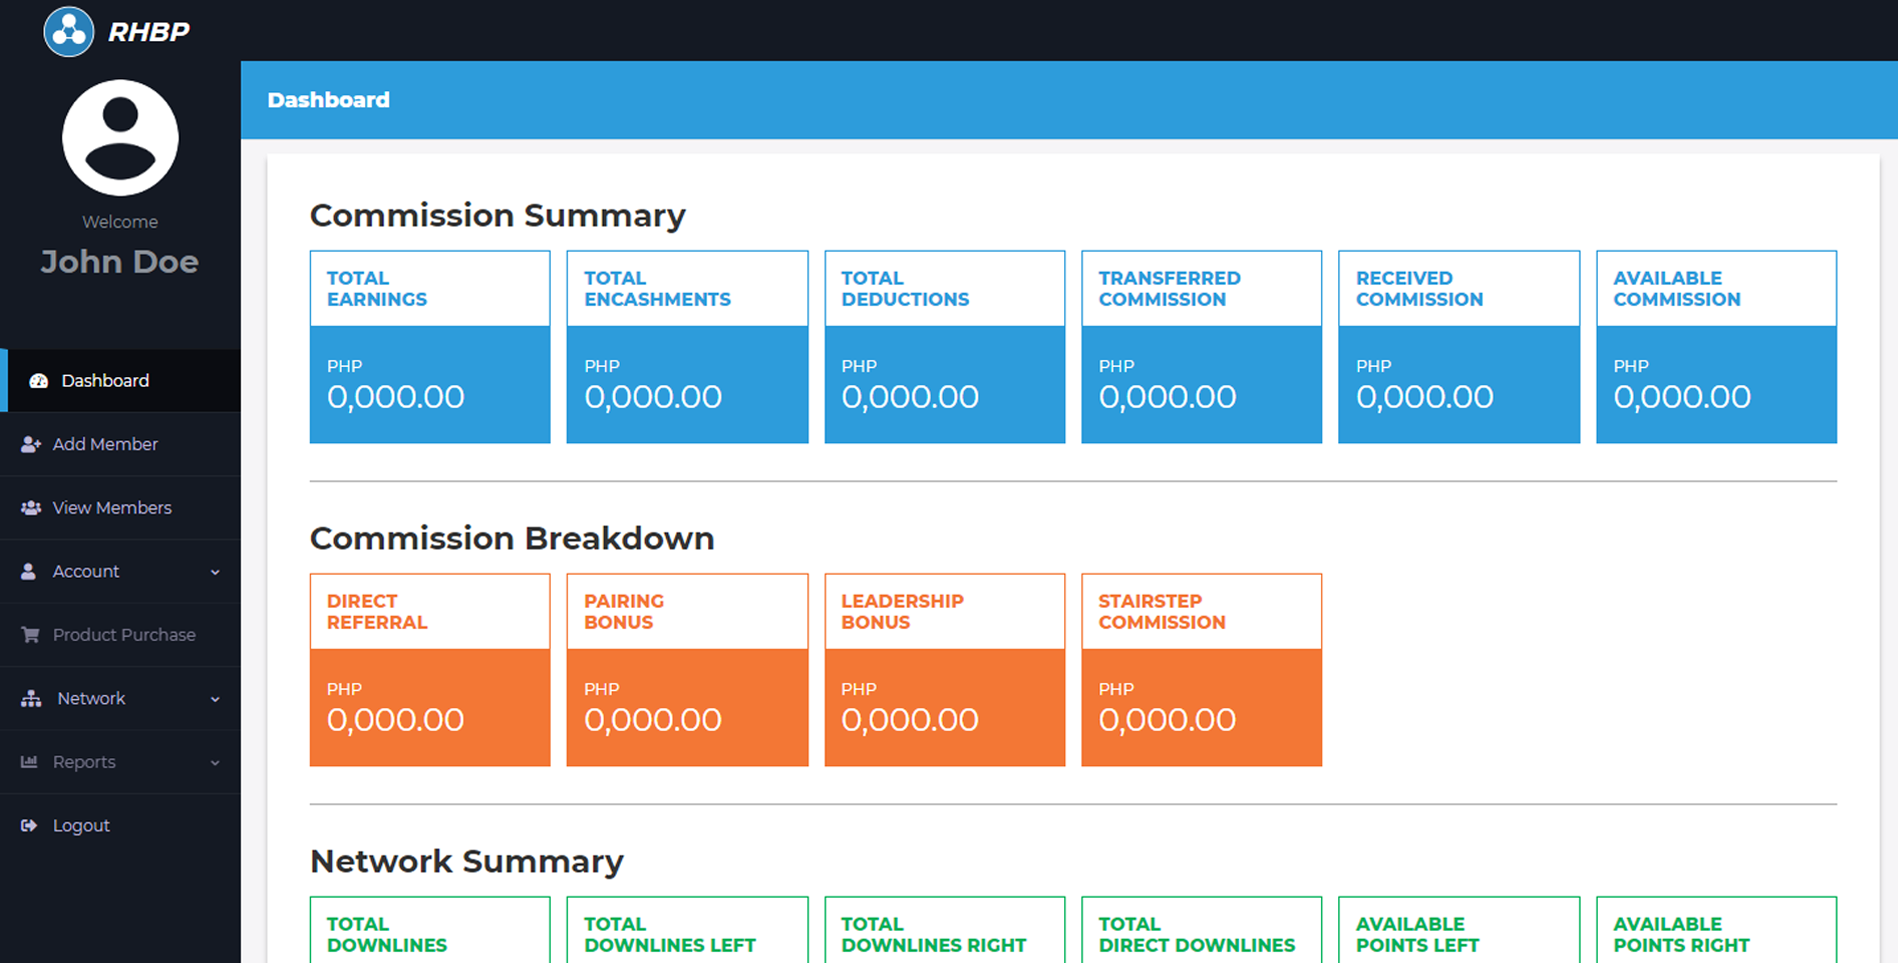 RHBP
Welcome
John Doe
Dashboard
Add Member
View Members
Account
Product Purchase
Network
Reports
Logout
Dashboard
Commission Summary
TOTAL
EARNINGS
PHP
0,000.00
TOTAL
ENCASHMENTS
PHP
0,000.00
TOTAL
DEDUCTIONS
PHP
0,000.00
TRANSFERRED
COMMISSION
PHP
0,000.00
RECEIVED
COMMISSION
PHP
0,000.00
AVAILABLE
COMMISSION
PHP
0,000.00
Commission Breakdown
DIRECT
REFERRAL
PHP
0,000.00
PAIRING
BONUS
PHP
0,000.00
LEADERSHIP
BONUS
PHP
0,000.00
STAIRSTEP
COMMISSION
PHP
0,000.00
Network Summary
TOTAL
DOWNLINES
TOTAL
DOWNLINES LEFT
TOTAL
DOWNLINES RIGHT
TOTAL
DIRECT DOWNLINES
AVAILABLE
POINTS LEFT
AVAILABLE
POINTS RIGHT